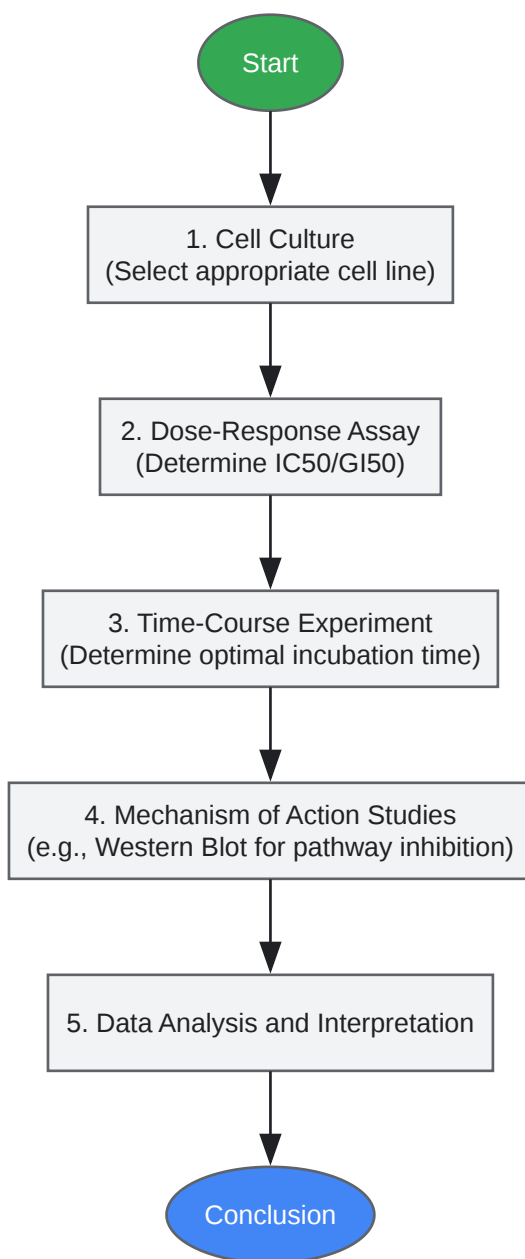 Start
1. Cell Culture
(Select appropriate cell line)
2. Dose-Response Assay
(Determine IC50/GI50)
3. Time-Course Experiment
(Determine optimal incubation time)
4. Mechanism of Action Studies
(e.g., Western Blot for pathway inhibition)
5. Data Analysis and Interpretation
Conclusion